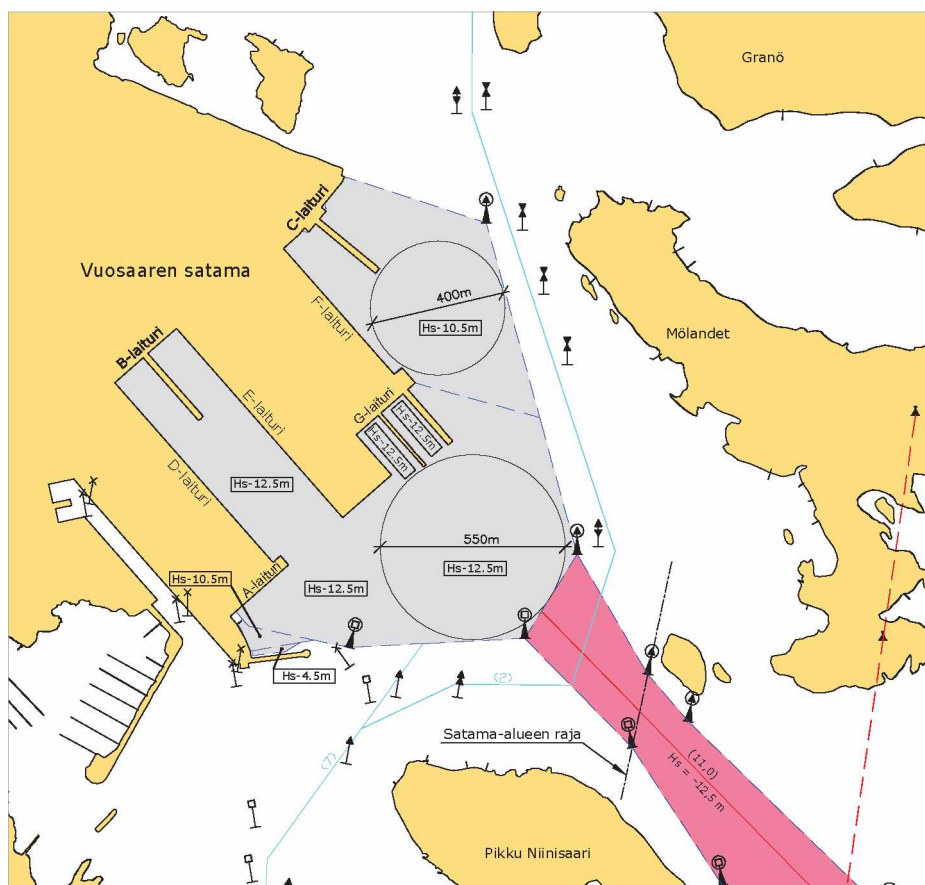 Granö
C-laituri
Vuosaaren satama
400m
Hs-10.5m
F-laituri
Mölandet
B-laituri
E-laituri
G-laituri
Hs-12.5m
Hs-12.5m
D-laituri
Hs-12.5m
550m
Hs-12.5m
Hs-10.5m
A-laituri
Hs-12.5m
Hs-4.5m
(2)
Satama-alueen raja
(7)
(11,0)
Hs = -12,5 m
Pikku Niinisaari